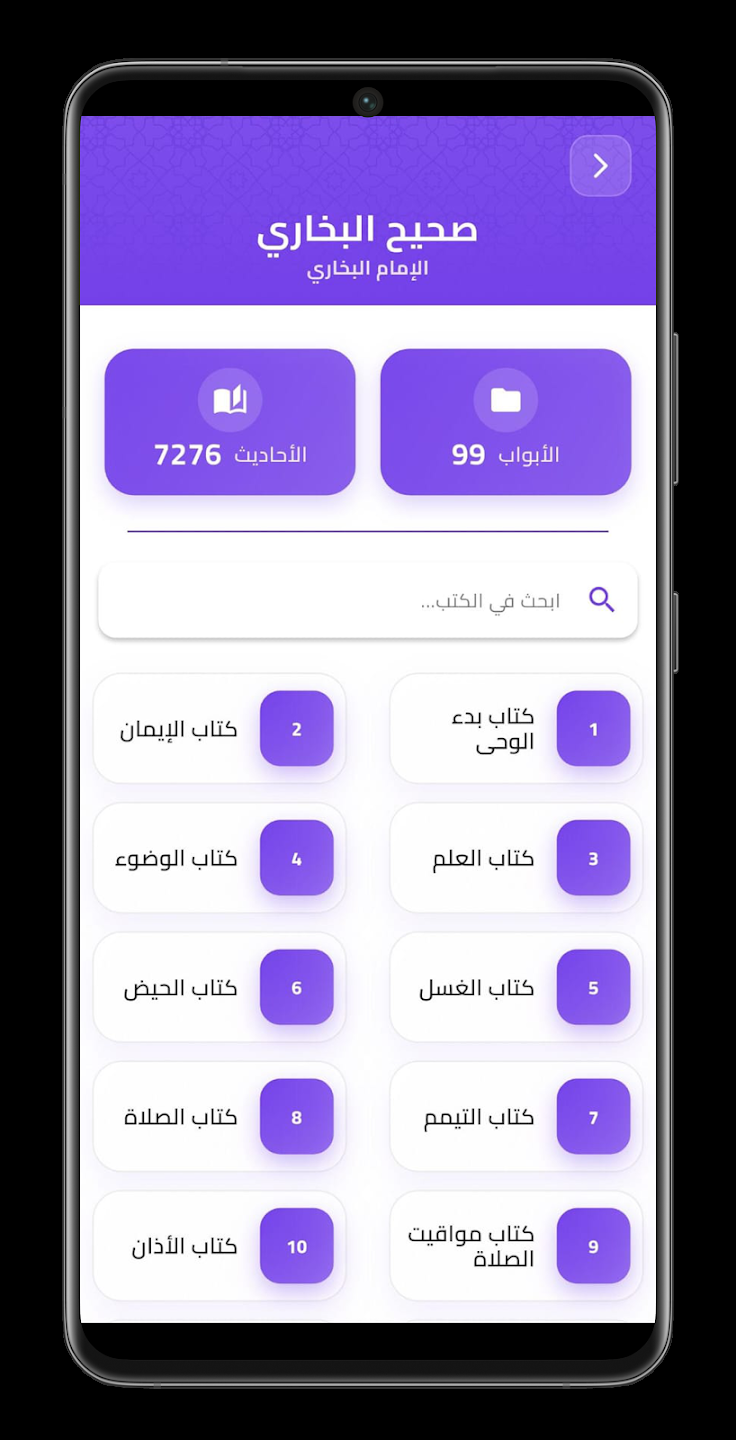 صحيح البخاري
الإمام البخاري
الأبواب 99
الأحاديث 7276
ابحث في الكتب...
1
كتاب بدء
الوحى
2
كتاب الإيمان
3
كتاب العلم
4
كتاب الوضوء
5
كتاب الغسل
6
كتاب الحيض
7
كتاب التيمم
8
كتاب الصلاة
9
كتاب مواقيت
الصلاة
10
كتاب الأذان